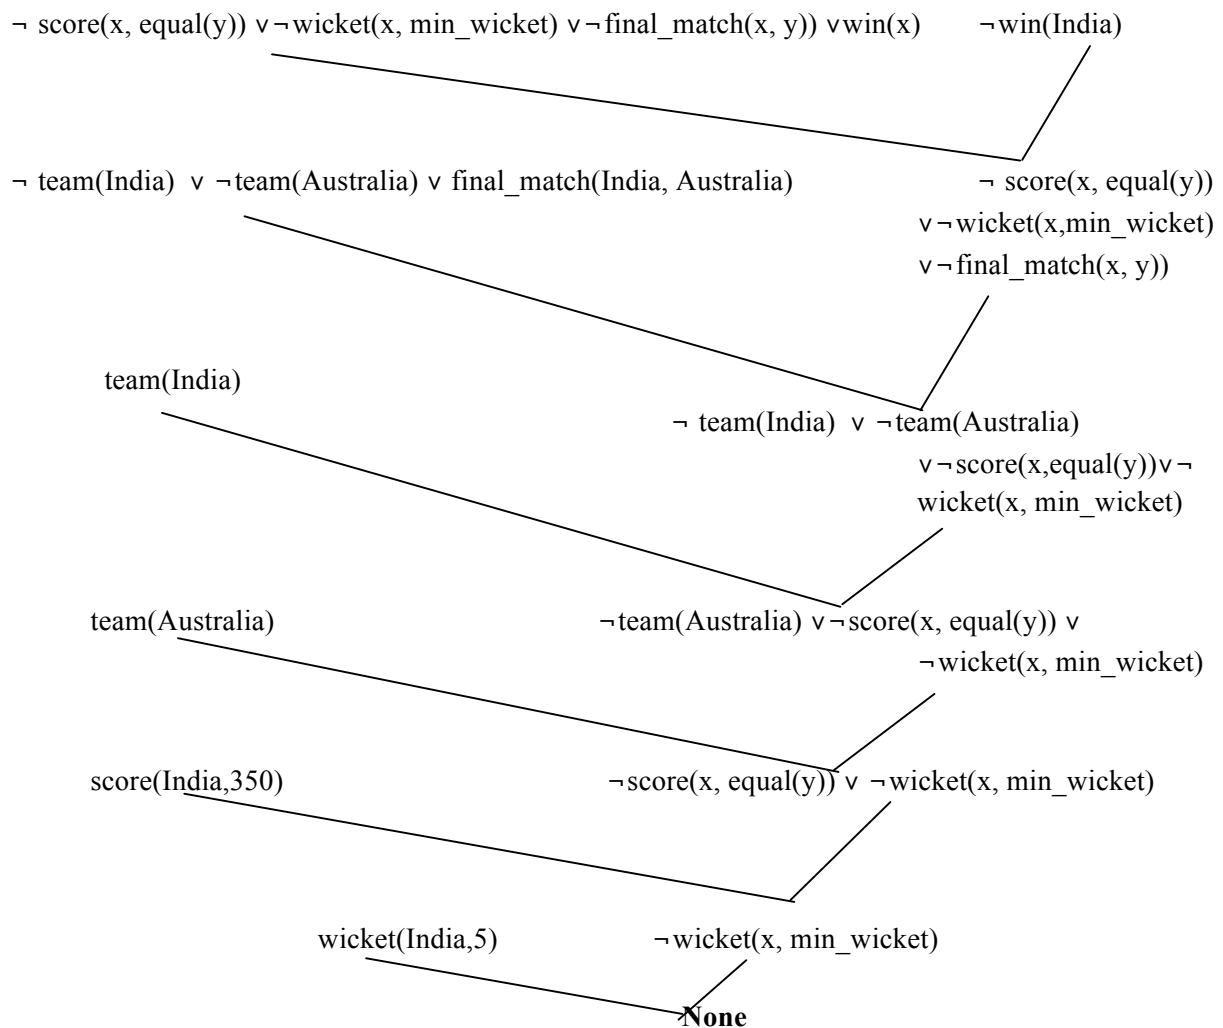 ¬ score(x, equal(y)) ∨¬wicket(x, min_wicket) ∨¬final_match(x, y)) ∨win(x) ¬win(India)
¬ team(India) ∨ ¬team(Australia) ∨ final_match(India, Australia) ¬ score(x, equal(y))
∨¬wicket(x,min_wicket)
∨¬final_match(x, y))
team(India)
¬ team(India) ∨ ¬team(Australia)
∨¬score(x,equal(y))∨¬
wicket(x, min_wicket)
team(Australia) ¬team(Australia) ∨¬score(x, equal(y)) ∨
¬wicket(x, min_wicket)
score(India,350) ¬score(x, equal(y)) ∨ ¬wicket(x, min_wicket)
wicket(India,5) ¬wicket(x, min_wicket)
None